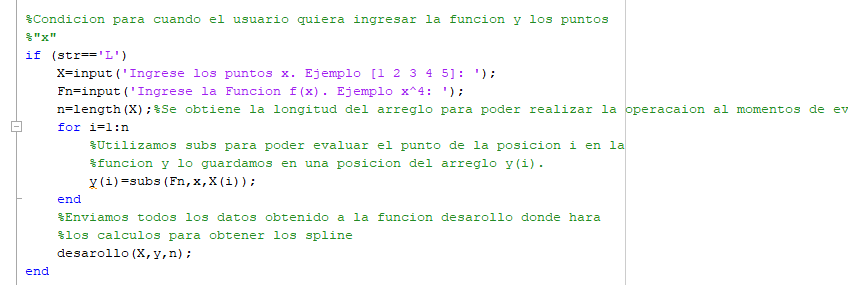 %Condicion para cuando el usuario quiera ingresar la funcion y los puntos
%"x"
if (str=='L')
X=input('Ingrese los puntos x. Ejemplo [1 2 3 4 5]: ');
Fn=input('Ingrese la Funcion f(x). Ejemplo x^4: ');
n=length(X);%Se obtiene la longitud del arreglo para poder realizar la operacaion al momentos de ev
for i=1:n
%Utilizamos subs para poder evaluar el punto de la posicion i en la
%funcion y lo guardamos en una posicion del arreglo y(i).
y(i)=subs(Fn,x,X(i));
end
%Enviamos todos los datos obtenido a la funcion desarollo donde hara
%los calculos para obtener los spline
desarollo(X,y,n);
end